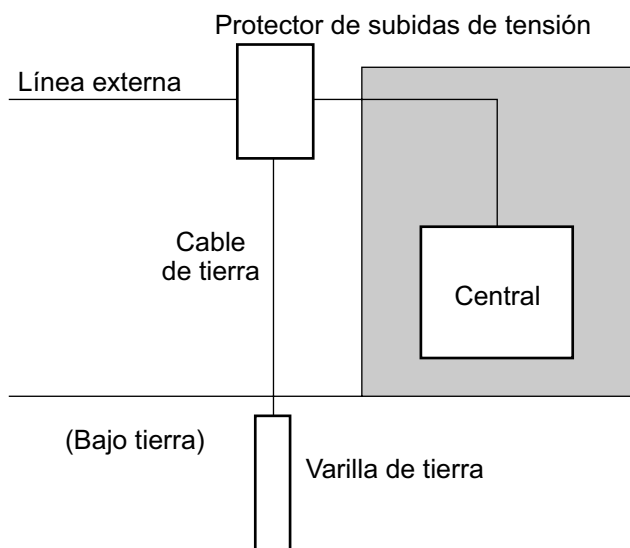 Protector de subidas de tensión
Línea externa
Cable
de tierra
Central
(Bajo tierra)
Varilla de tierra